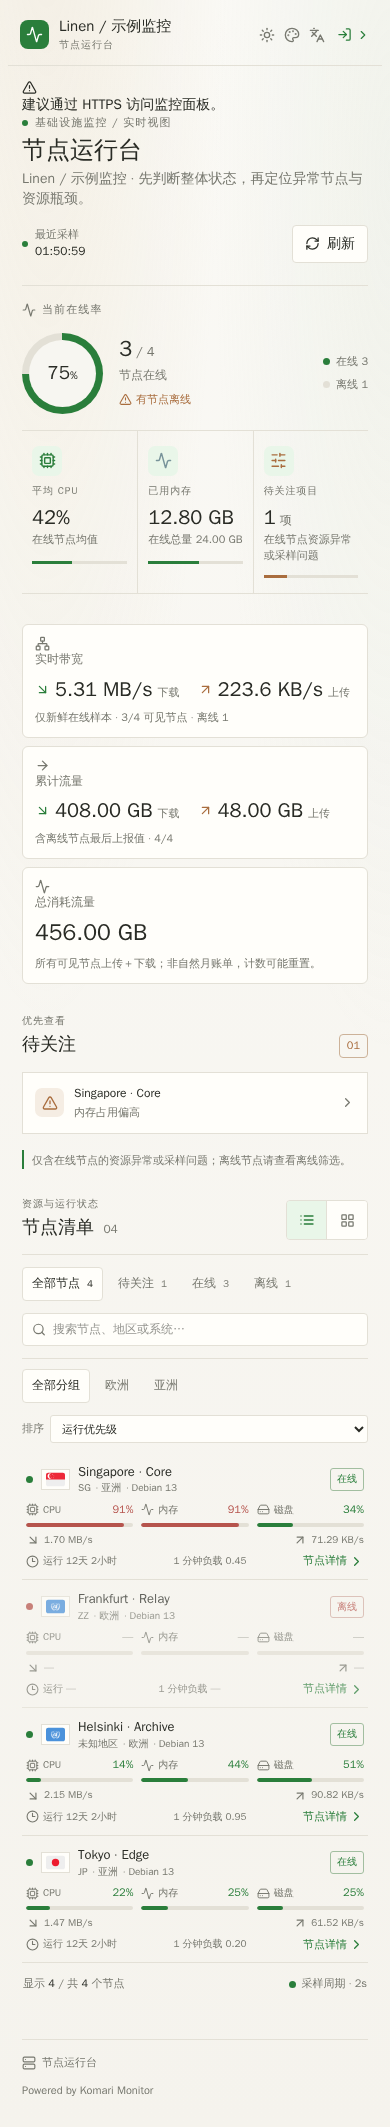 Linen / 示例监控
节点运行台
建议通过 HTTPS 访问监控面板。
基础设施监控 / 实时视图
节点运行台
Linen / 示例监控 · 先判断整体状态，再定位异常节点与
资源瓶颈。
最近采样
01:50:59
刷新
当前在线率
75%
3 / 4
节点在线
有节点离线
在线 3
离线 1
平均 CPU
42%
在线节点均值
已用内存
12.80 GB
在线总量 24.00 GB
待关注项目
1 项
在线节点资源异常
或采样问题
实时带宽
5.31 MB/s 下载 223.6 KB/s 上传
仅新鲜在线样本 · 3/4 可见节点 · 离线 1
累计流量
408.00 GB 下载 48.00 GB 上传
含离线节点最后上报值 · 4/4
总消耗流量
456.00 GB
所有可见节点上传＋下载；非自然月账单，计数可能重置。
优先查看
待关注
01
Singapore · Core
内存占用偏高
仅含在线节点的资源异常或采样问题；离线节点请查看离线筛选。
资源与运行状态
节点清单 04
全部节点 4 待关注 1 在线 3 离线 1
搜索节点、地区或系统…
全部分组 欧洲 亚洲
排序 运行优先级
Singapore · Core
SG · 亚洲 · Debian 13
在线
CPU 91% 内存 91% 磁盘 34%
1.70 MB/s 71.29 KB/s
运行 12天 2小时 1 分钟负载 0.45 节点详情
Frankfurt · Relay
ZZ · 欧洲 · Debian 13
离线
CPU — 内存 — 磁盘 —
— —
运行 — 1 分钟负载 — 节点详情
Helsinki · Archive
未知地区 · 欧洲 · Debian 13
在线
CPU 14% 内存 44% 磁盘 51%
2.15 MB/s 90.82 KB/s
运行 12天 2小时 1 分钟负载 0.95 节点详情
Tokyo · Edge
JP · 亚洲 · Debian 13
在线
CPU 22% 内存 25% 磁盘 25%
1.47 MB/s 61.52 KB/s
运行 12天 2小时 1 分钟负载 0.20 节点详情
显示 4 / 共 4 个节点
采样周期 · 2s
节点运行台
Powered by Komari Monitor